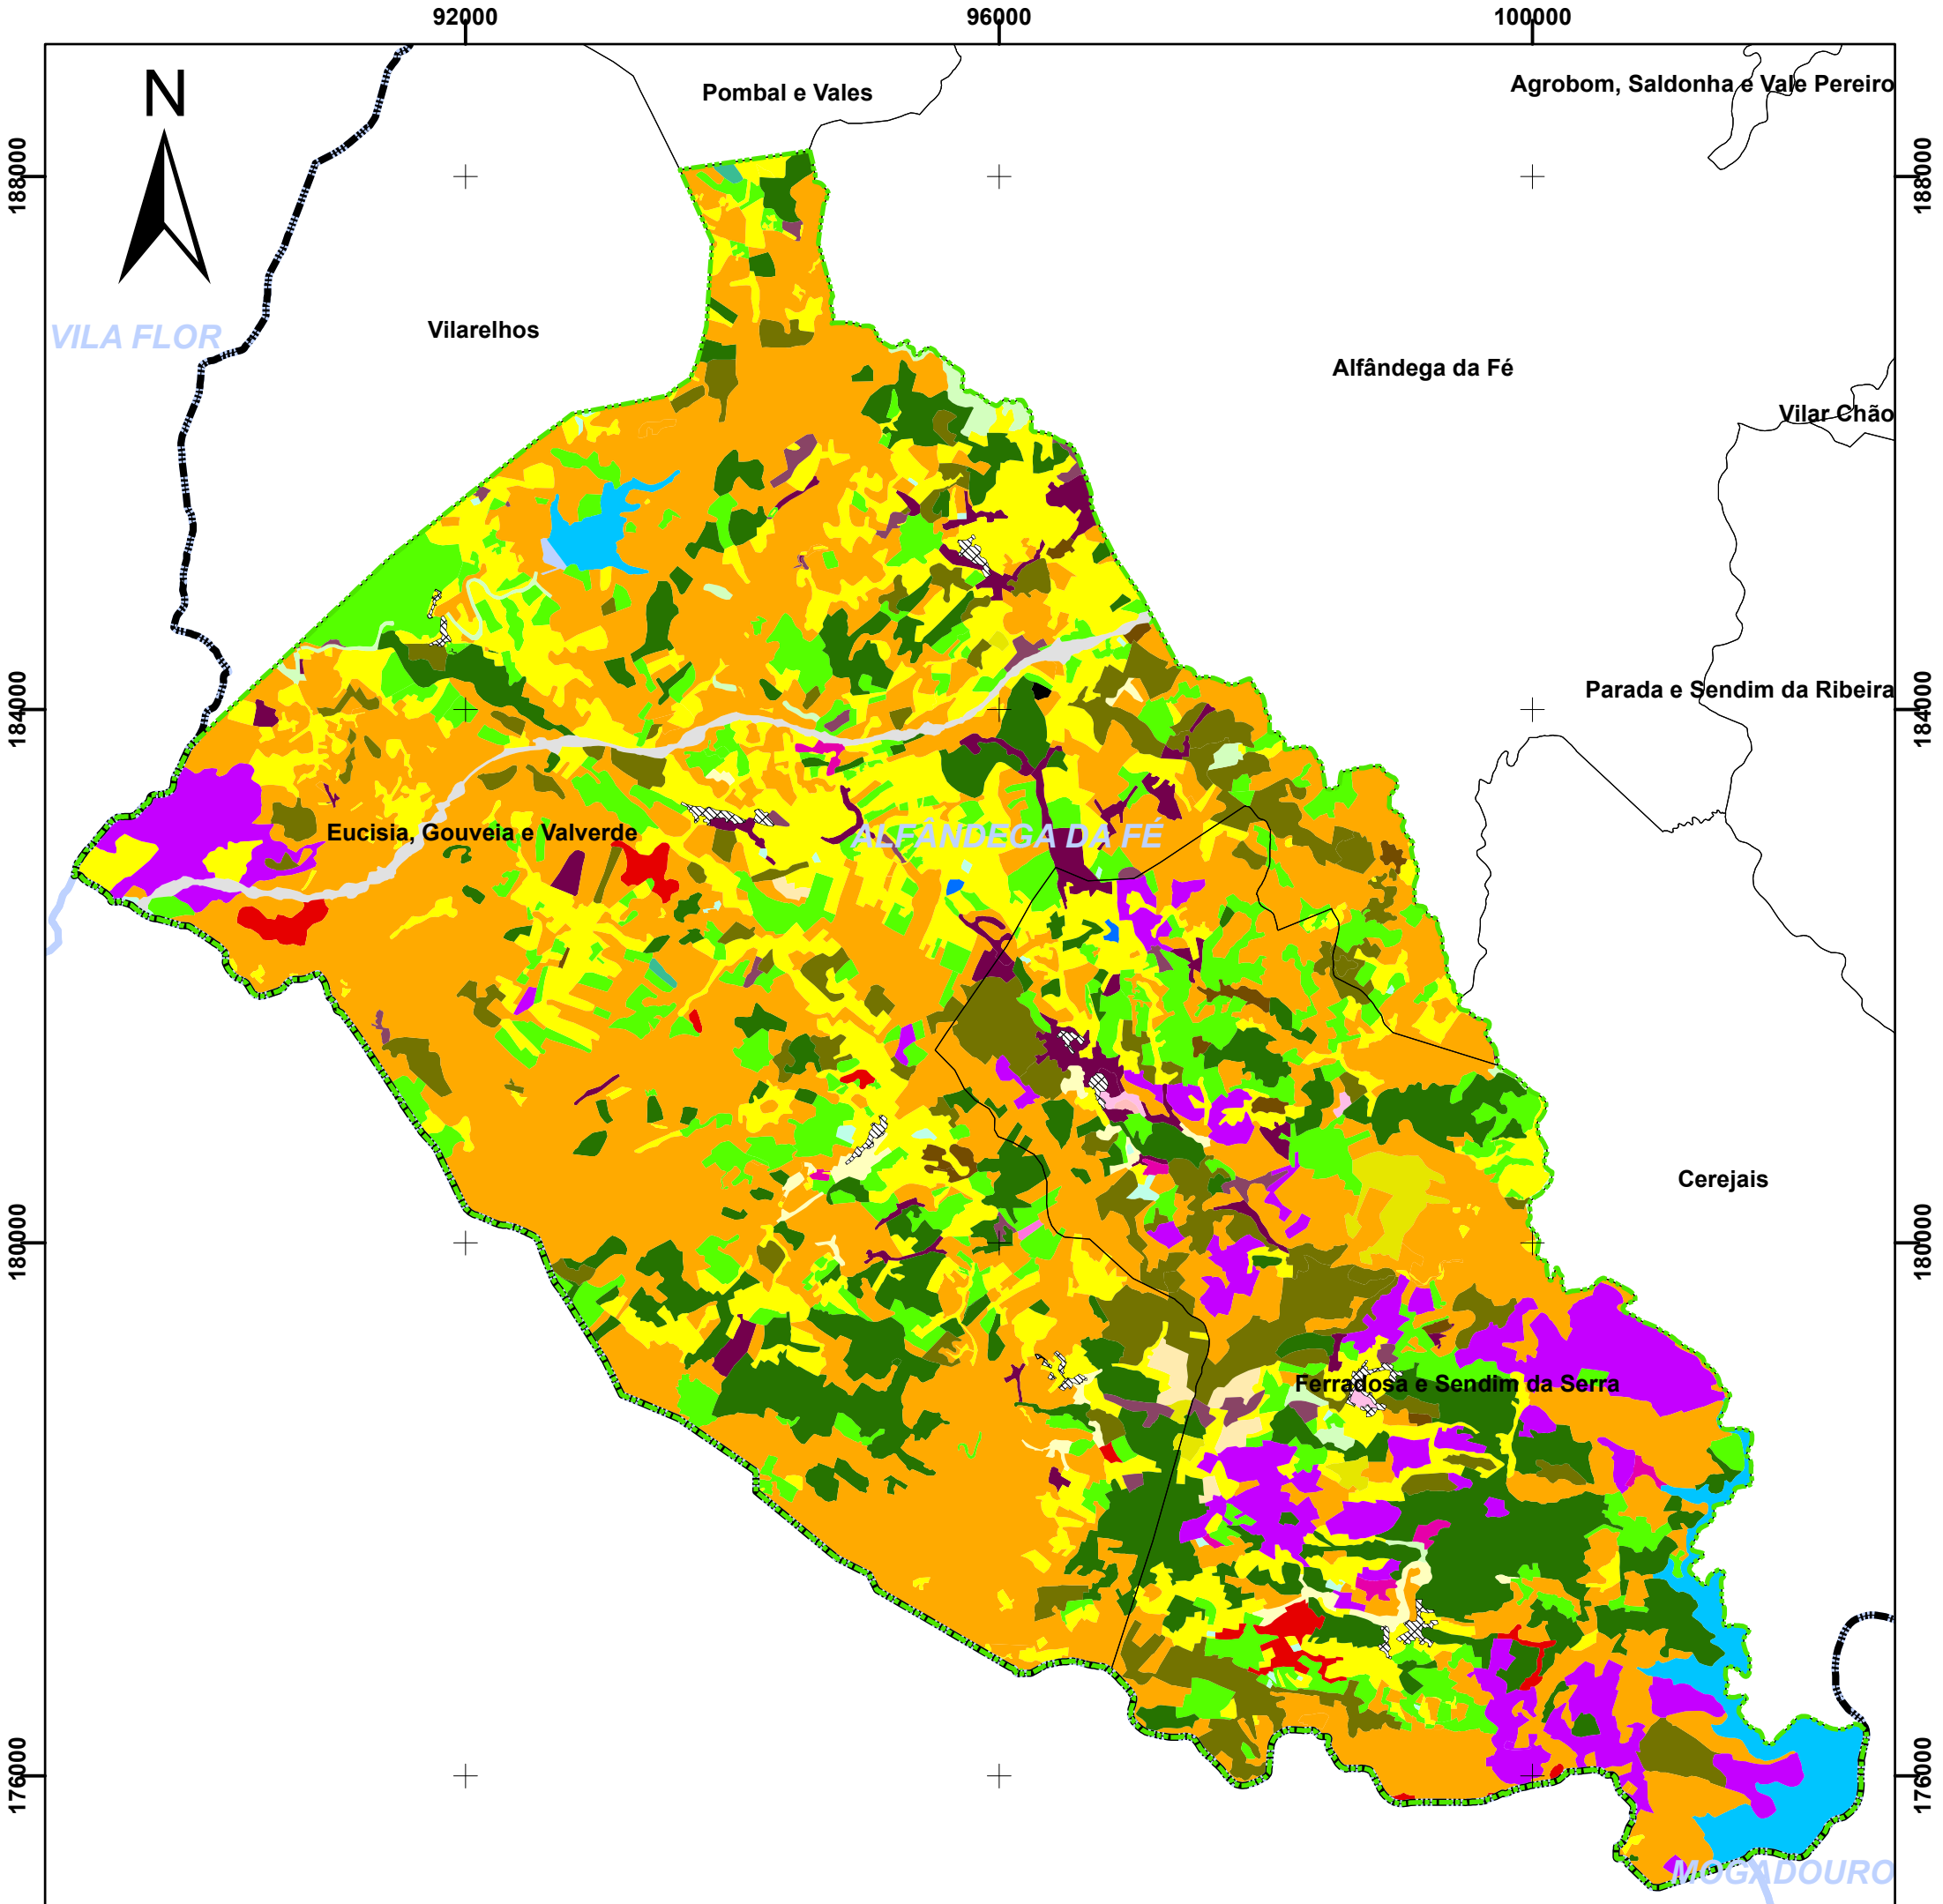 92000 96000 100000
N
Pombal e Vales
Agrobom, Saldonha e Vale Pereiro
188000 188000
VILA FLOR
Vilarelhos
Alfândega da Fé
Vilar Chão
Parada e Sendim da Ribeira
184000 184000
Eucisia, Gouveia e Valverde
ALFÂNDEGA DA FÉ
Cerejais
180000 180000
Ferradosa e Sendim da Serra
176000 176000
MOGADOURO